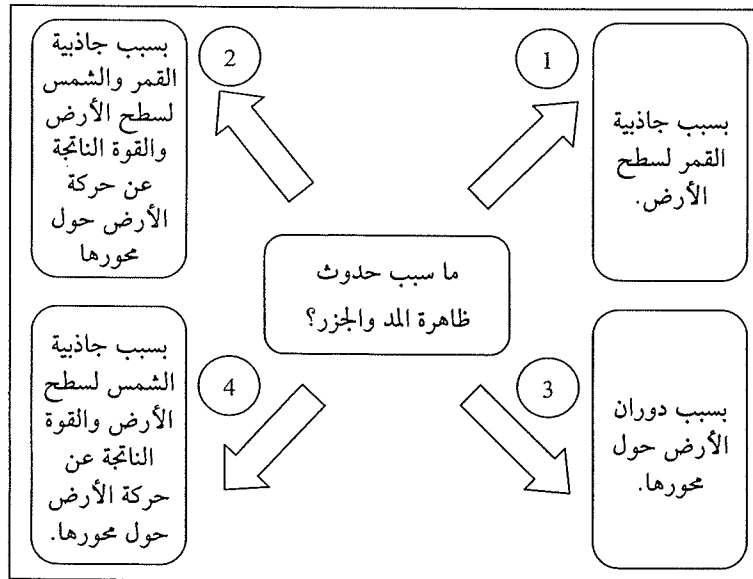 ما سبب حدوث
ظاهرة المد والجزر؟
1
بسبب جاذبية
القمر لسطح
الأرض.
2
بسبب جاذبية
القمر والشمس
لسطح الأرض
والقوة الناتجة
عن حركة
الأرض حول
محورها
3
بسبب دوران
الأرض حول
محورها.
4
بسبب جاذبية
الشمس لسطح
الأرض والقوة
الناتجة عن
حركة الأرض
حول محورها.